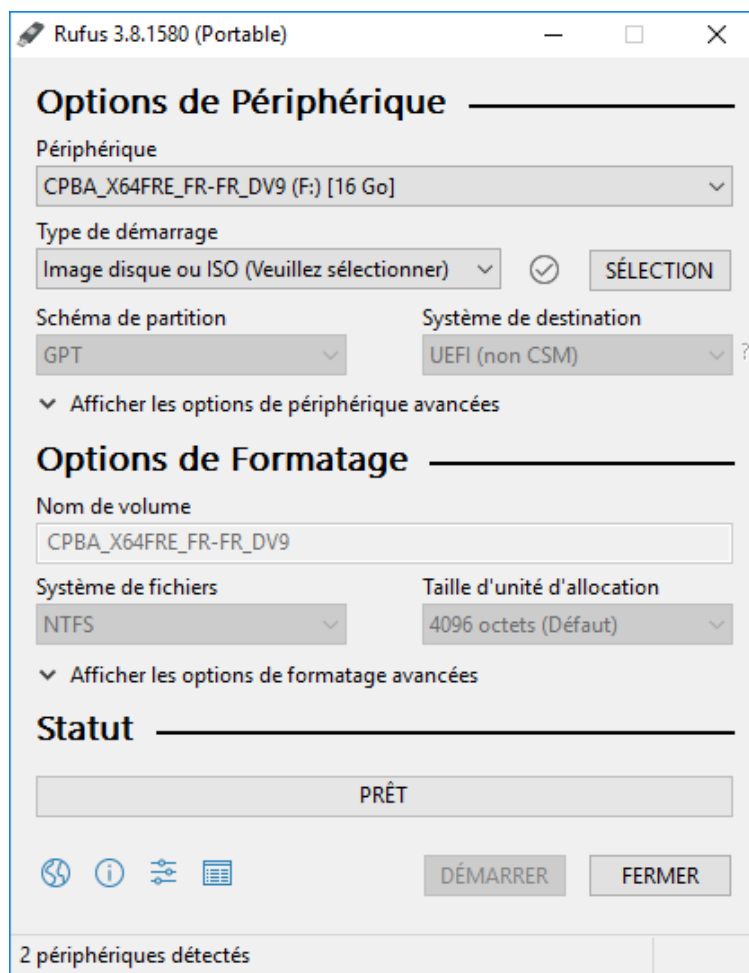 Rufus 3.8.1580 (Portable)
Options de Périphérique
Périphérique
CPBA_X64FRE_FR-FR_DV9 (F:) [16 Go]
Type de démarrage
Image disque ou ISO (Veuillez sélectionner)
SÉLECTION
Schéma de partition
Système de destination
GPT
UEFI (non CSM)
?
Afficher les options de périphérique avancées
Options de Formatage
Nom de volume
CPBA_X64FRE_FR-FR_DV9
Système de fichiers
Taille d'unité d'allocation
NTFS
4096 octets (Défaut)
Afficher les options de formatage avancées
Statut
PRÊT
DÉMARRER
FERMER
2 périphériques détectés